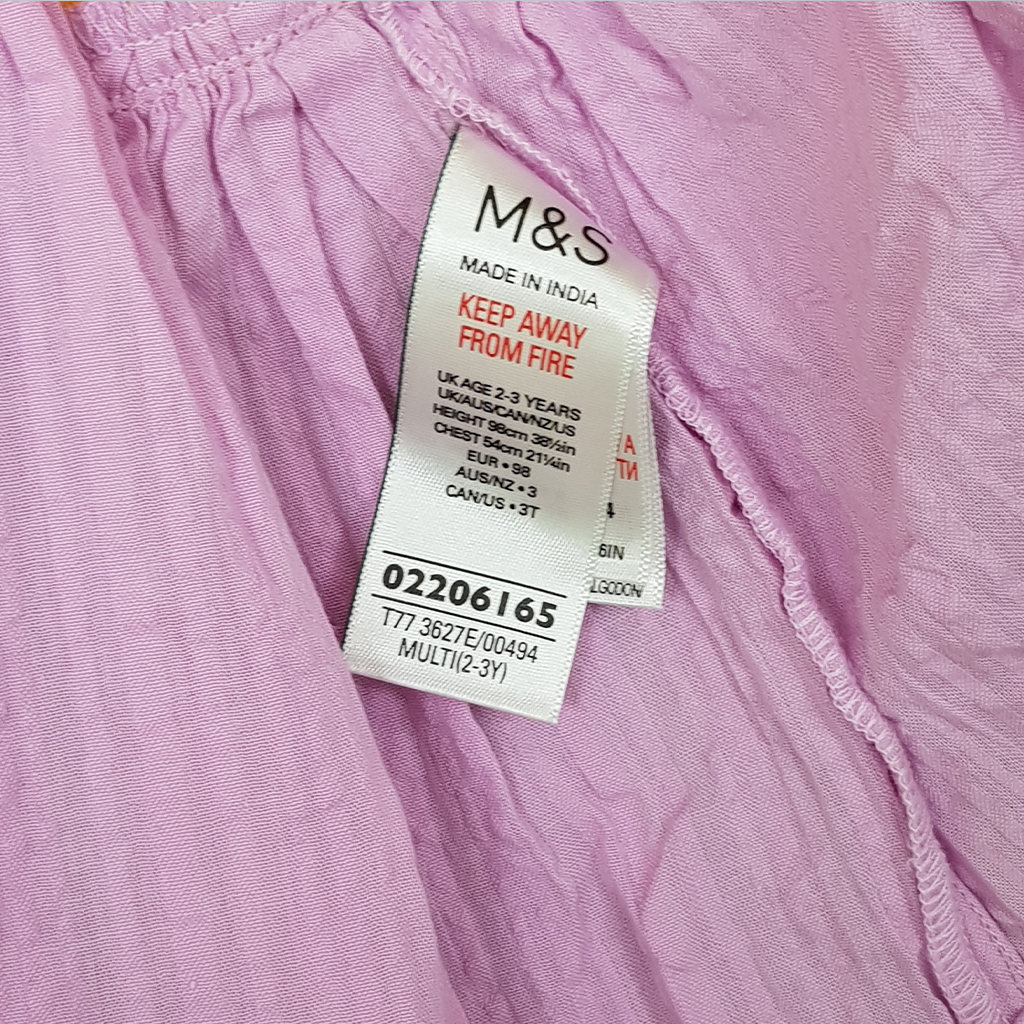 M&S
MADE IN INDIA
KEEP AWAY
FROM FIRE
UK AGE 2-3 YEARS
UK/AUS/CAN/NZ/US
HEIGHT 98cm 38½in
CHEST 54cm 21¼in
EUR • 98
AUS/NZ • 3
CAN/US • 3T
02206165
T77 3627E/00494
MULTI(2-3Y)